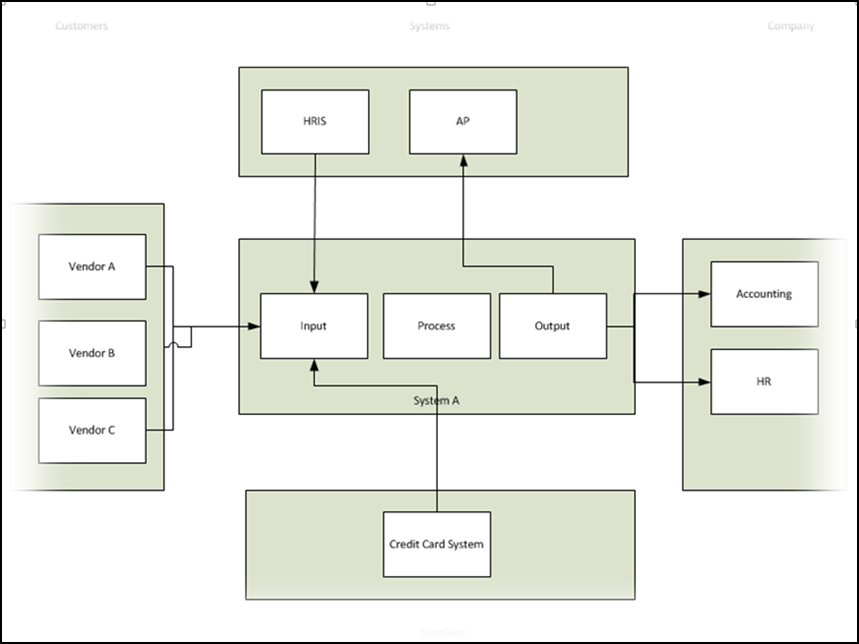 Customers
Systems
Company
HRIS
AP
Vendor A
Vendor B
Vendor C
Input
Process
Output
System A
Accounting
HR
Credit Card System